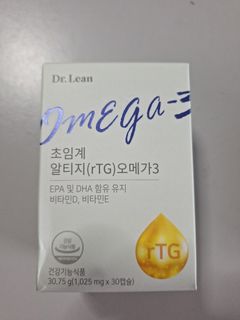 Dr. Lean
OmEGa-3
초임계
알티지(rTG)오메가3
EPA 및 DHA 함유 유지
비타민D, 비타민E
rTG
건강기능식품
30.75 g(1,025 mg x 30캡슐)